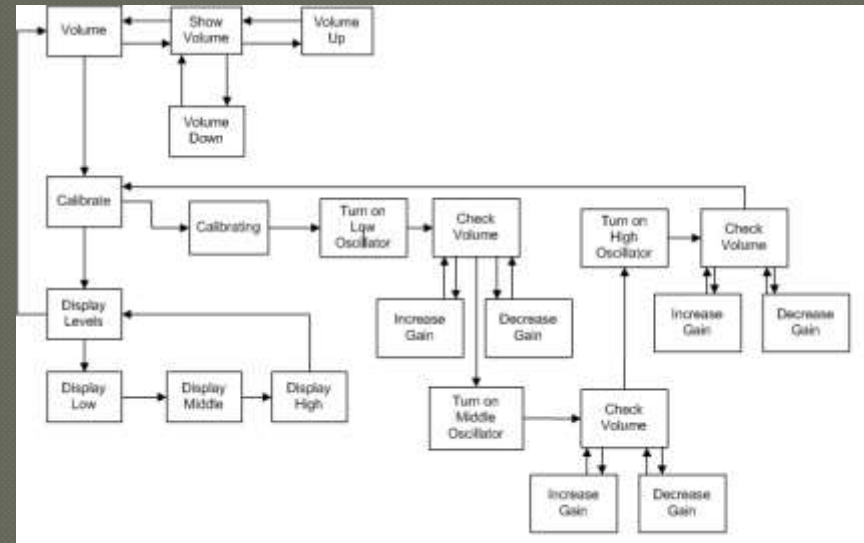 Volume
Show
Volume
Volume
Up
Volume
Down
Calibrate
Calibrating
Turn on
Low
Oscillator
Check
Volume
Turn on
High
Oscillator
Check
Volume
Display
Levels
Increase
Gain
Decrease
Gain
Increase
Gain
Decrease
Gain
Display
Low
Display
Middle
Display
High
Turn on
Middle
Oscillator
Check
Volume
Increase
Gain
Decrease
Gain